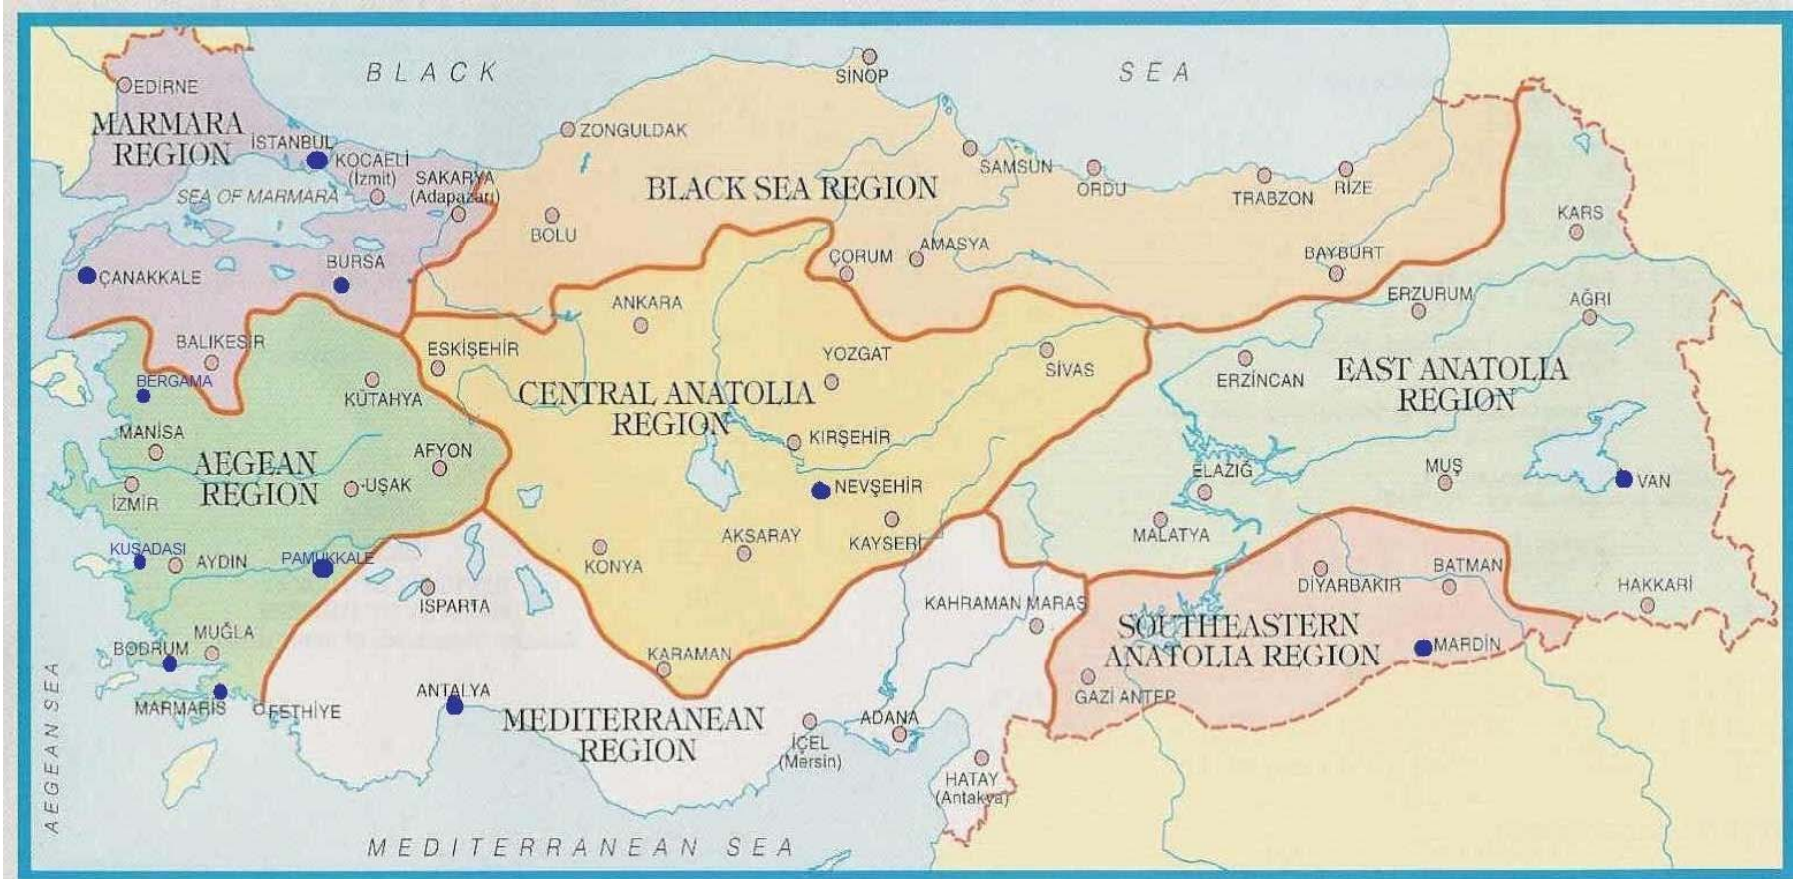 BLACK
SEA
SİNOP
EDİRNE
MARMARA
REGION
İSTANBUL
KOCAELİ
(İzmit)
SAKARYA
(Adapazarı)
SEA OF MARMARA
ZONGULDAK
BLACK SEA REGION
SAMSUN
ORDU
TRABZON
RİZE
KARS
BOLU
ÇORUM
AMASYA
BAYBURT
ÇANAKKALE
BURSA
ANKARA
ERZURUM
AĞRI
BALIKESİR
ESKİŞEHİR
YOZGAT
SİVAS
ERZİNCAN
EAST ANATOLIA
REGION
BERGAMA
KÜTAHYA
CENTRAL ANATOLIA
REGION
MANİSA
AEGEAN
REGION
AFYON
KIRŞEHİR
ELAZIĞ
MUŞ
VAN
İZMİR
UŞAK
NEVŞEHİR
AKSARAY
KAYSERİ
MALATYA
KUSADASI
AYDIN
PAMUKKALE
KONYA
DİYARBAKIR
BATMAN
HAKKARİ
ISPARTA
KAHRAMAN MARAŞ
SOUTHEASTERN
ANATOLIA REGION
MARDİN
BODRUM
MUĞLA
KARAMAN
GAZİ ANTEP
MARMARİS
FETHİYE
ANTALYA
MEDITERRANEAN
REGION
İÇEL
(Mersin)
ADANA
HATAY
(Antakya)
AEGEAN SEA
MEDITERRANEAN SEA